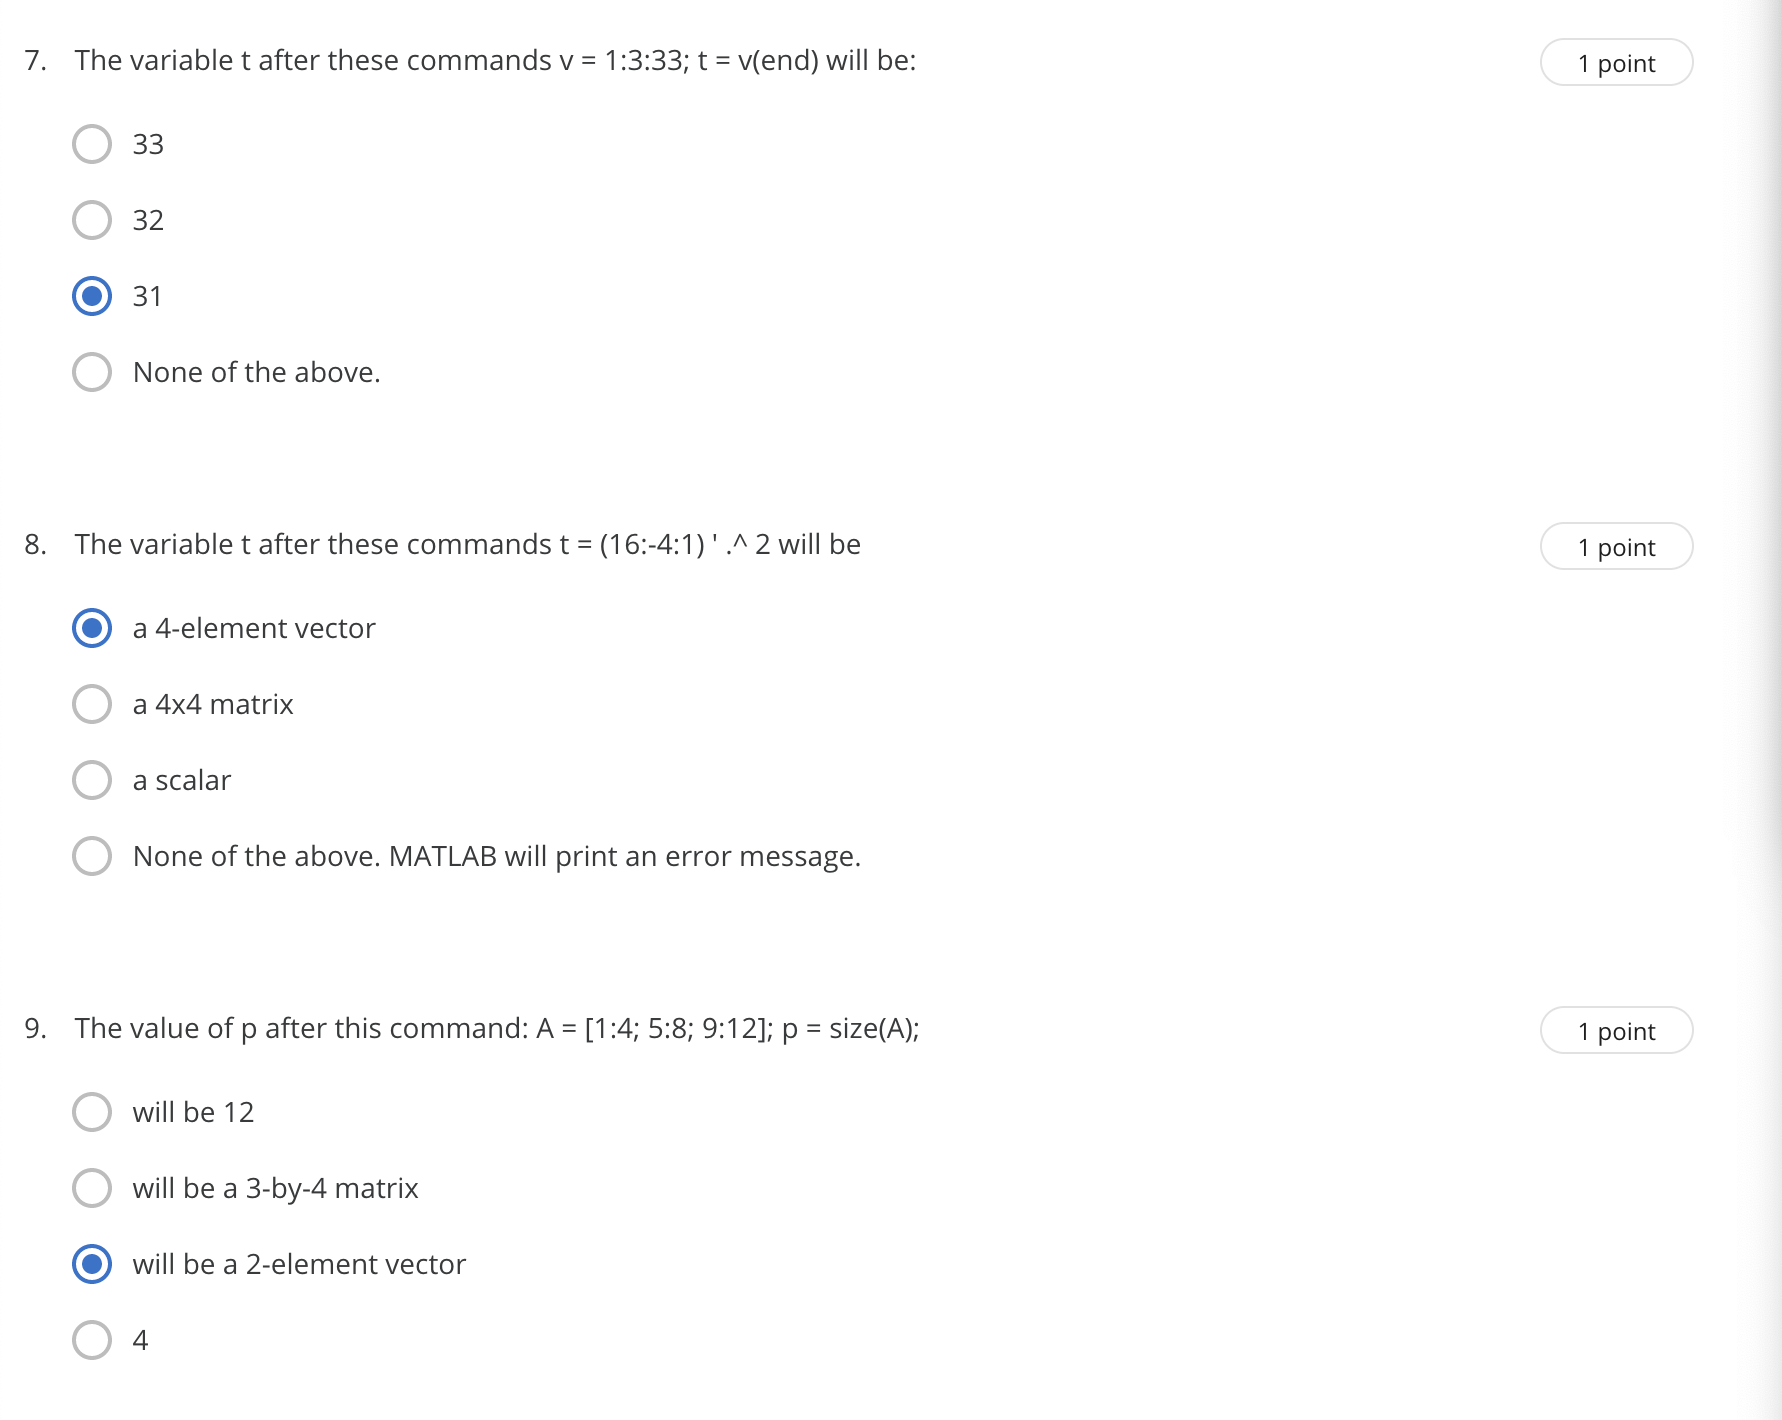 7. The variable t after these commands v = 1:3:33; t = v(end) will be:
1 point
33
32
31
None of the above.
8. The variable t after these commands t = (16:-4:1) ' .^ 2 will be
1 point
a 4-element vector
a 4x4 matrix
a scalar
None of the above. MATLAB will print an error message.
9. The value of p after this command: A = [1:4; 5:8; 9:12]; p = size(A);
1 point
will be 12
will be a 3-by-4 matrix
will be a 2-element vector
4